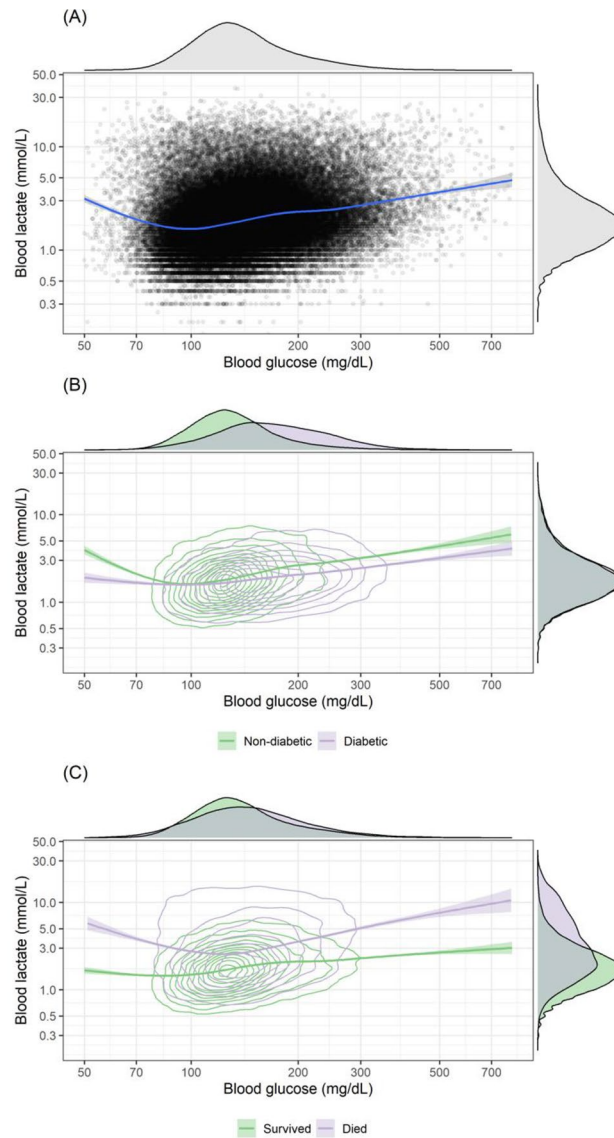 (A)
50.0
30.0
10.0
5.0
3.0
1.0
0.5
0.3
Blood lactate (mmol/L)
50 70 100 200 300 500 700
Blood glucose (mg/dL)
(B)
50.0
30.0
10.0
5.0
3.0
1.0
0.5
0.3
Blood lactate (mmol/L)
50 70 100 200 300 500 700
Blood glucose (mg/dL)
Non-diabetic Diabetic
(C)
50.0
30.0
10.0
5.0
3.0
1.0
0.5
0.3
Blood lactate (mmol/L)
50 70 100 200 300 500 700
Blood glucose (mg/dL)
Survived Died